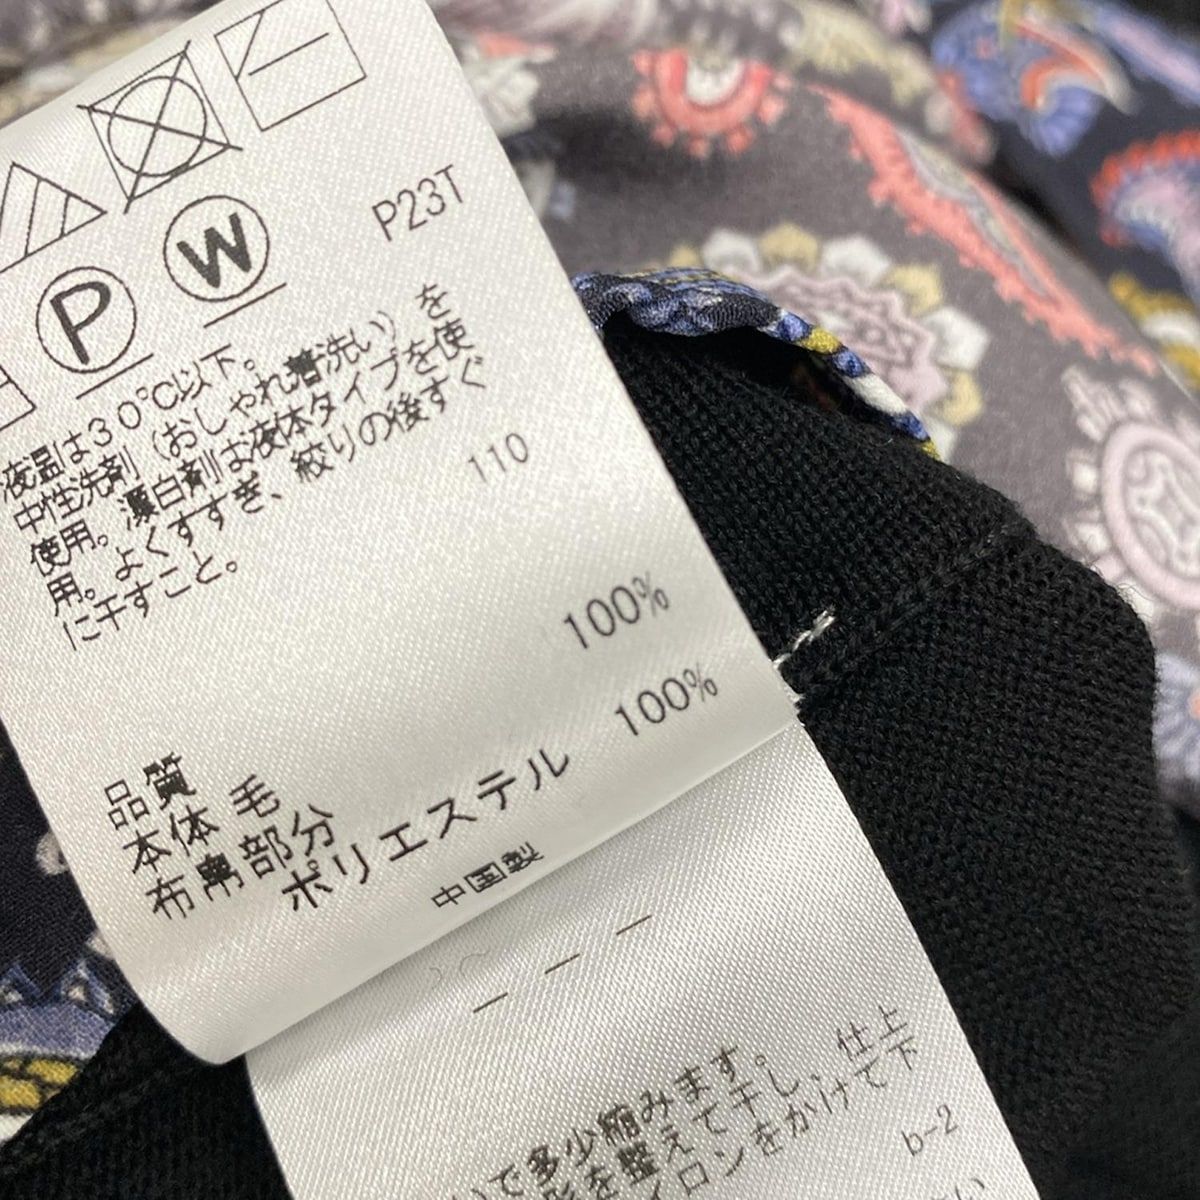 P23T
P
W
液温は30℃以下。
中性洗剤（おしゃれ着洗い）を
使用。漂白剤は液体タイプを使
用。よくすすぎ、絞りの後すぐ
に干すこと。
110
品質
本体 毛 100%
布帛部分
ポリエステル 100%
中国製
で多少縮みます。
を整えて干し、仕上
イロンをかけて下
い
b-2